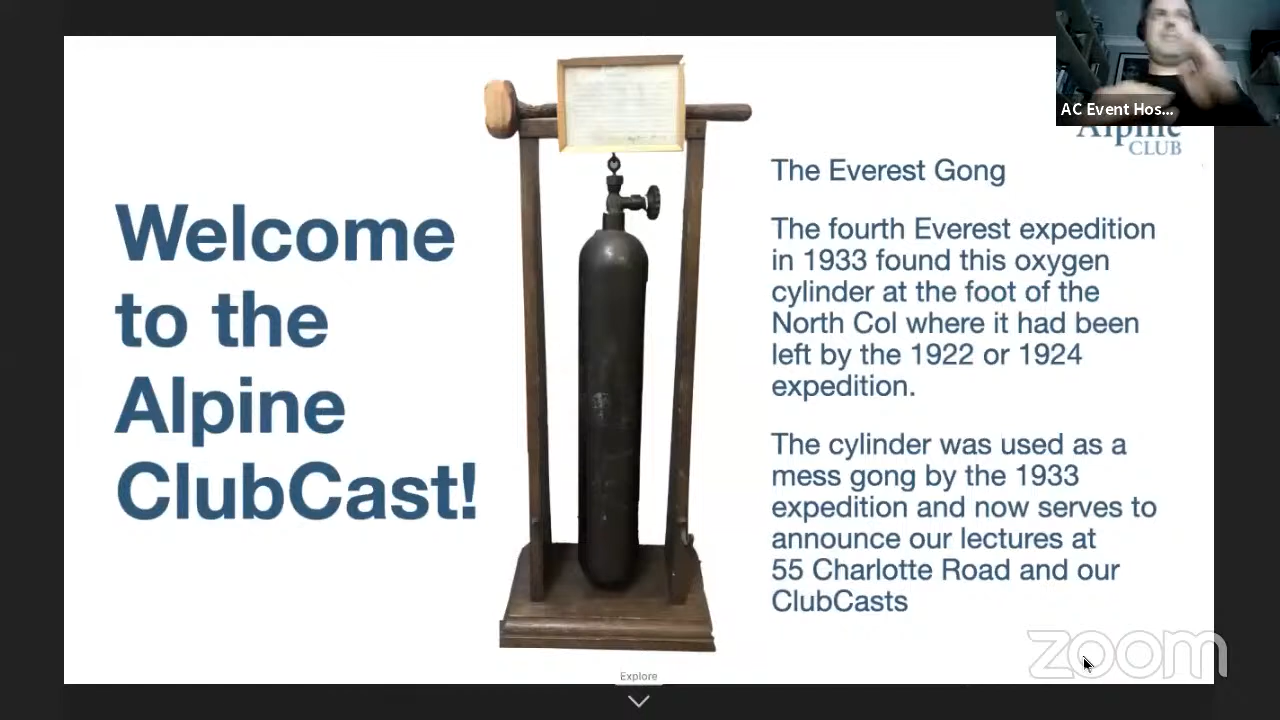 Welcome
to the
Alpine
ClubCast!
AC Event Hos...
Alpine
CLUB
The Everest Gong
The fourth Everest expedition
in 1933 found this oxygen
cylinder at the foot of the
North Col where it had been
left by the 1922 or 1924
expedition.
The cylinder was used as a
mess gong by the 1933
expedition and now serves to
announce our lectures at
55 Charlotte Road and our
ClubCasts
zoom
Explore